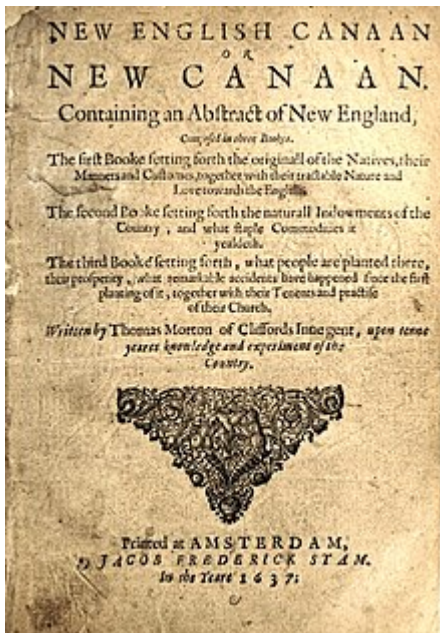 NEW ENGLISH CANAAN
OR
NEW CANAAN.
Containing an Abſtract of New England,
Compoſed in three Bookes.
The firſt Booke ſetting forth the originall of the Natives, their
Manners and Cuſtomes, together with their tractable Nature and
Love towards the Engliſh.
The ſecond Booke ſetting forth the naturall Indowments of the
Country, and what ſtaple Commodities it
yealdeth.
The third Booke ſetting forth, what people are planted there,
their proſperity, what remarkable accidents have happened ſince the firſt
planting of it, together with their Tenents and practiſe
of their Church.
Written by Thomas Morton of Cliffords Inne gent, upon tenne
yeares knowledge and experiment of the
Country.
Printed at AMSTERDAM,
By JACOB FREDERICK STAM.
In the Yeare 1637: